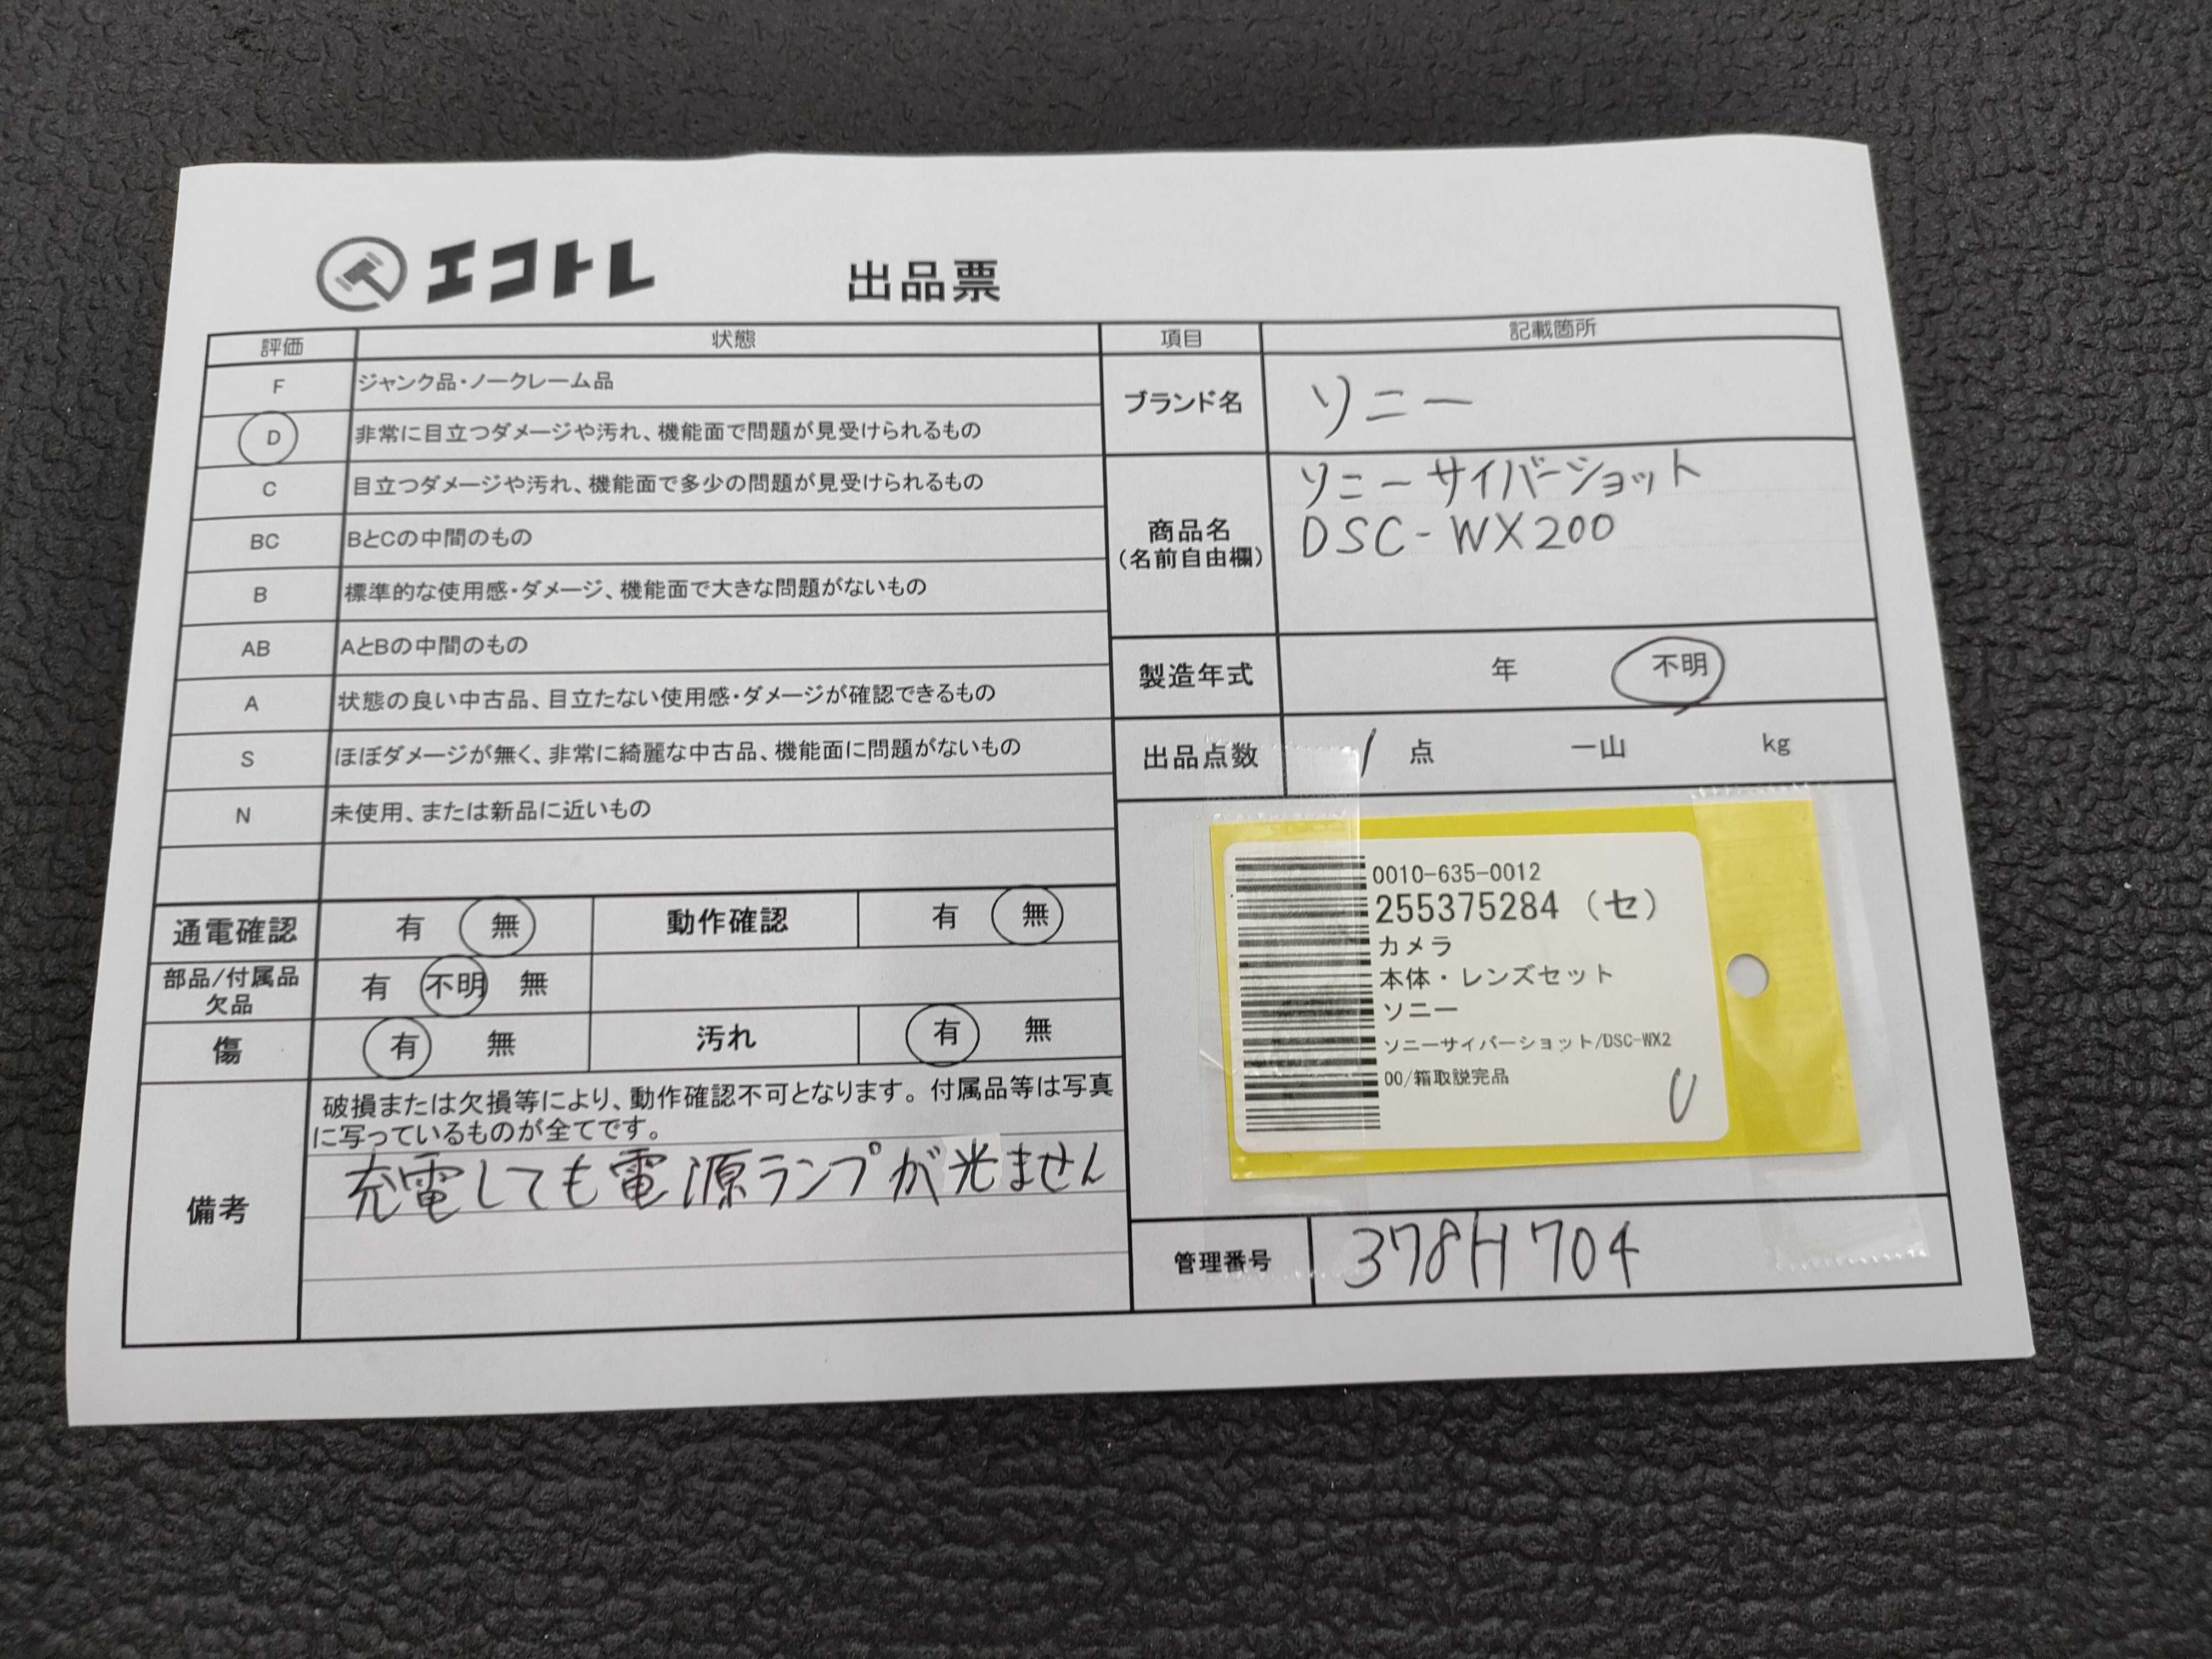 エコトレ
出品票
評価 状態
F ジャンク品・ノークレーム品
D 非常に目立つダメージや汚れ、機能面で問題が見受けられるもの
C 目立つダメージや汚れ、機能面で多少の問題が見受けられるもの
BC BとCの中間のもの
B 標準的な使用感・ダメージ、機能面で大きな問題がないもの
AB AとBの中間のもの
A 状態の良い中古品、目立たない使用感・ダメージが確認できるもの
S ほぼダメージが無く、非常に綺麗な中古品、機能面に問題がないもの
N 未使用、または新品に近いもの
通電確認 有 無 動作確認 有 無
部品/付属品
欠品 有 不明 無
傷 有 無 汚れ 有 無
備考
破損または欠損等により、動作確認不可となります。付属品等は写真
に写っているものが全てです。
充電しても電源ランプが光ません
項目 記載箇所
ブランド名 ソニー
商品名
(名前自由欄)
ソニーサイバーショット
DSC-WX200
製造年式 年 不明
出品点数 1 点 一山 kg
0010-635-0012
255375284 (セ)
カメラ
本体・レンズセット
ソニー
ソニーサイバーショット/DSC-WX2
00/箱取説完品
U
管理番号 378H704